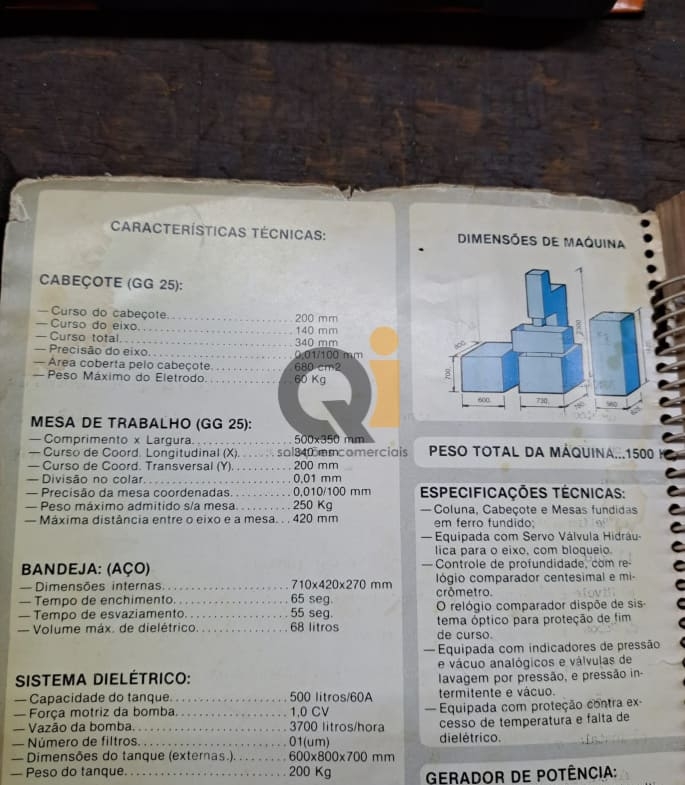 CARACTERÍSTICAS TÉCNICAS:
CABEÇOTE (GG 25):
— Curso do cabeçote.................. 200 mm
— Curso do eixo........................ 140 mm
— Curso total............................ 340 mm
— Precisão do eixo..................... 0,01/100 mm
— Área coberta pelo cabeçote....... 680 cm2
— Peso Máximo do Eletrodo.......... 60 Kg
MESA DE TRABALHO (GG 25):
— Comprimento x Largura............. 500x350 mm
— Curso de Coord. Longitudinal (X)..... 340 mm
— Curso de Coord. Transversal (Y)....... 200 mm
— Divisão no colar...................... 0,01 mm
— Precisão da mesa coordenadas........ 0,010/100 mm
— Peso máximo admitido s/a mesa....... 250 Kg
— Máxima distância entre o eixo e a mesa... 420 mm
BANDEJA: (AÇO)
— Dimensões internas.................. 710x420x270 mm
— Tempo de enchimento............... 65 seg.
— Tempo de esvaziamento............. 55 seg.
— Volume máx. de dielétrico........... 68 litros
SISTEMA DIELÉTRICO:
— Capacidade do tanque............... 500 litros/60A
— Força motriz da bomba.............. 1,0 CV
— Vazão da bomba..................... 3700 litros/hora
— Número de filtros.................... 01(um)
— Dimensões do tanque (externas.)....... 600x800x700 mm
— Peso do tanque...................... 200 Kg
DIMENSÕES DE MAQUINA
700.
600.
730.
760.
2300
960.
PESO TOTAL DA MÁQUINA...1500 K
ESPECIFICAÇÕES TÉCNICAS:
— Coluna, Cabeçote e Mesas fundidas
em ferro fundido;
— Equipada com Servo Válvula Hidráu-
lica para o eixo, com bloqueio.
— Controle de profundidade, com re-
lógio comparador centesimal e mi-
crômetro.
O relógio comparador dispõe de sis-
tema óptico para proteção de fim
de curso.
— Equipada com indicadores de pressão
e vácuo analógicos e válvulas de
lavagem por pressão, e pressão in-
termitente e vácuo.
— Equipada com proteção contra ex-
cesso de temperatura e falta de
dielétrico.
GERADOR DE POTÊNCIA:
Qi
soluções comerciais